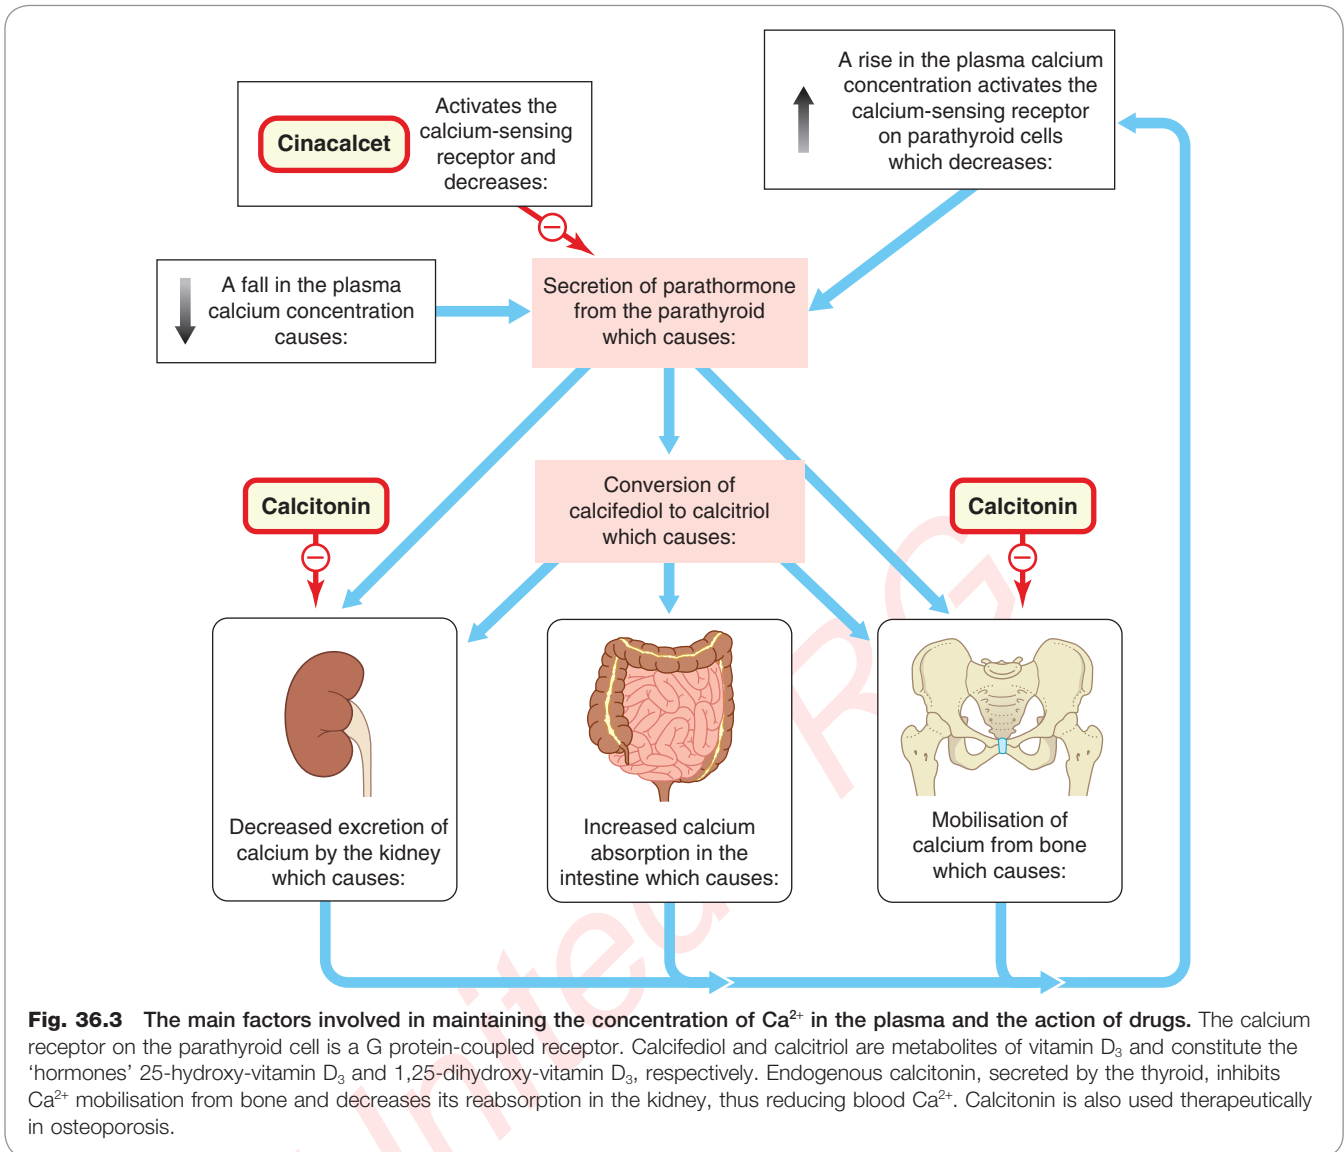 Cinacalcet
Activates the
calcium-sensing
receptor and
decreases:
A rise in the plasma calcium
concentration activates the
calcium-sensing receptor
on parathyroid cells
which decreases:
A fall in the plasma
calcium concentration
causes:
Secretion of parathormone
from the parathyroid
which causes:
Calcitonin
Conversion of
calcifediol to calcitriol
which causes:
Calcitonin
Decreased excretion of
calcium by the kidney
which causes:
Increased calcium
absorption in the
intestine which causes:
Mobilisation of
calcium from bone
which causes:
Fig. 36.3 The main factors involved in maintaining the concentration of Ca²⁺ in the plasma and the action of drugs. The calcium
receptor on the parathyroid cell is a G protein-coupled receptor. Calcifediol and calcitriol are metabolites of vitamin D₃ and constitute the
‘hormones’ 25-hydroxy-vitamin D₃ and 1,25-dihydroxy-vitamin D₃, respectively. Endogenous calcitonin, secreted by the thyroid, inhibits
Ca²⁺ mobilisation from bone and decreases its reabsorption in the kidney, thus reducing blood Ca²⁺. Calcitonin is also used therapeutically
in osteoporosis.
United RG